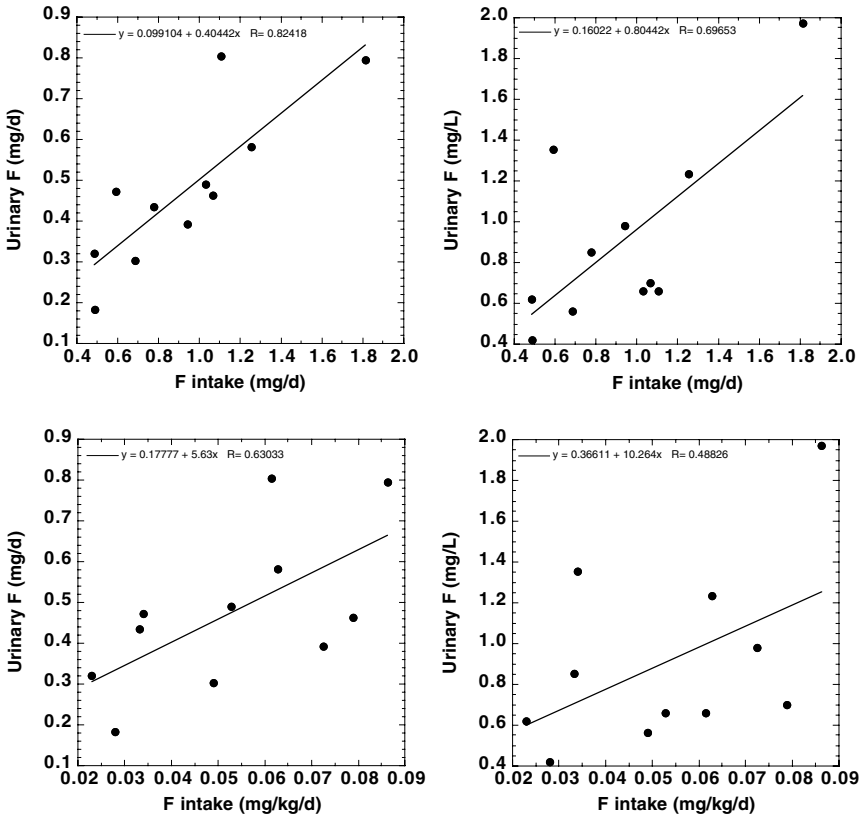 y = 0.099104 + 0.40442x R= 0.82418
0.9
0.8
0.7
0.6
0.5
0.4
0.3
0.2
0.1
Urinary F (mg/d)
0.4 0.6 0.8 1.0 1.2 1.4 1.6 1.8 2.0
F intake (mg/d)
y = 0.16022 + 0.80442x R= 0.69653
2.0
1.8
1.6
1.4
1.2
1.0
0.8
0.6
0.4
Urinary F (mg/L)
0.4 0.6 0.8 1.0 1.2 1.4 1.6 1.8 2.0
F intake (mg/d)
y = 0.17777 + 5.63x R= 0.63033
0.9
0.8
0.7
0.6
0.5
0.4
0.3
0.2
0.1
Urinary F (mg/d)
0.02 0.03 0.04 0.05 0.06 0.07 0.08 0.09
F intake (mg/kg/d)
y = 0.36611 + 10.264x R= 0.48826
2.0
1.8
1.6
1.4
1.2
1.0
0.8
0.6
0.4
Urinary F (mg/L)
0.02 0.03 0.04 0.05 0.06 0.07 0.08 0.09
F intake (mg/kg/d)